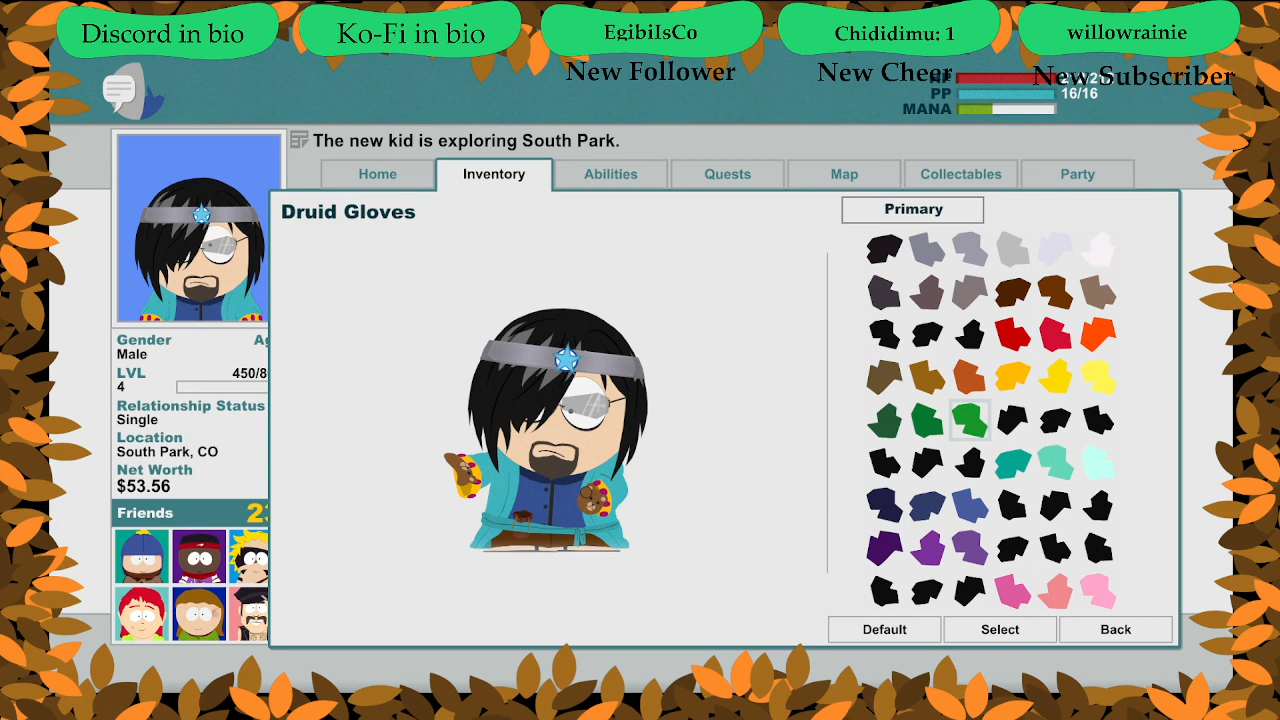 Discord in bio
Ko-Fi in bio
EgibiIsCo
Chididimu: 1
willowrainie
New Follower
New Cheer
New Subscriber
HP
PP
16/16
MANA
The new kid is exploring South Park.
Home
Inventory
Abilities
Quests
Map
Collectables
Party
Druid Gloves
Primary
Gender
Male
LVL
450/8
4
Relationship Status
Single
Location
South Park, CO
Net Worth
$53.56
Friends
Default
Select
Back